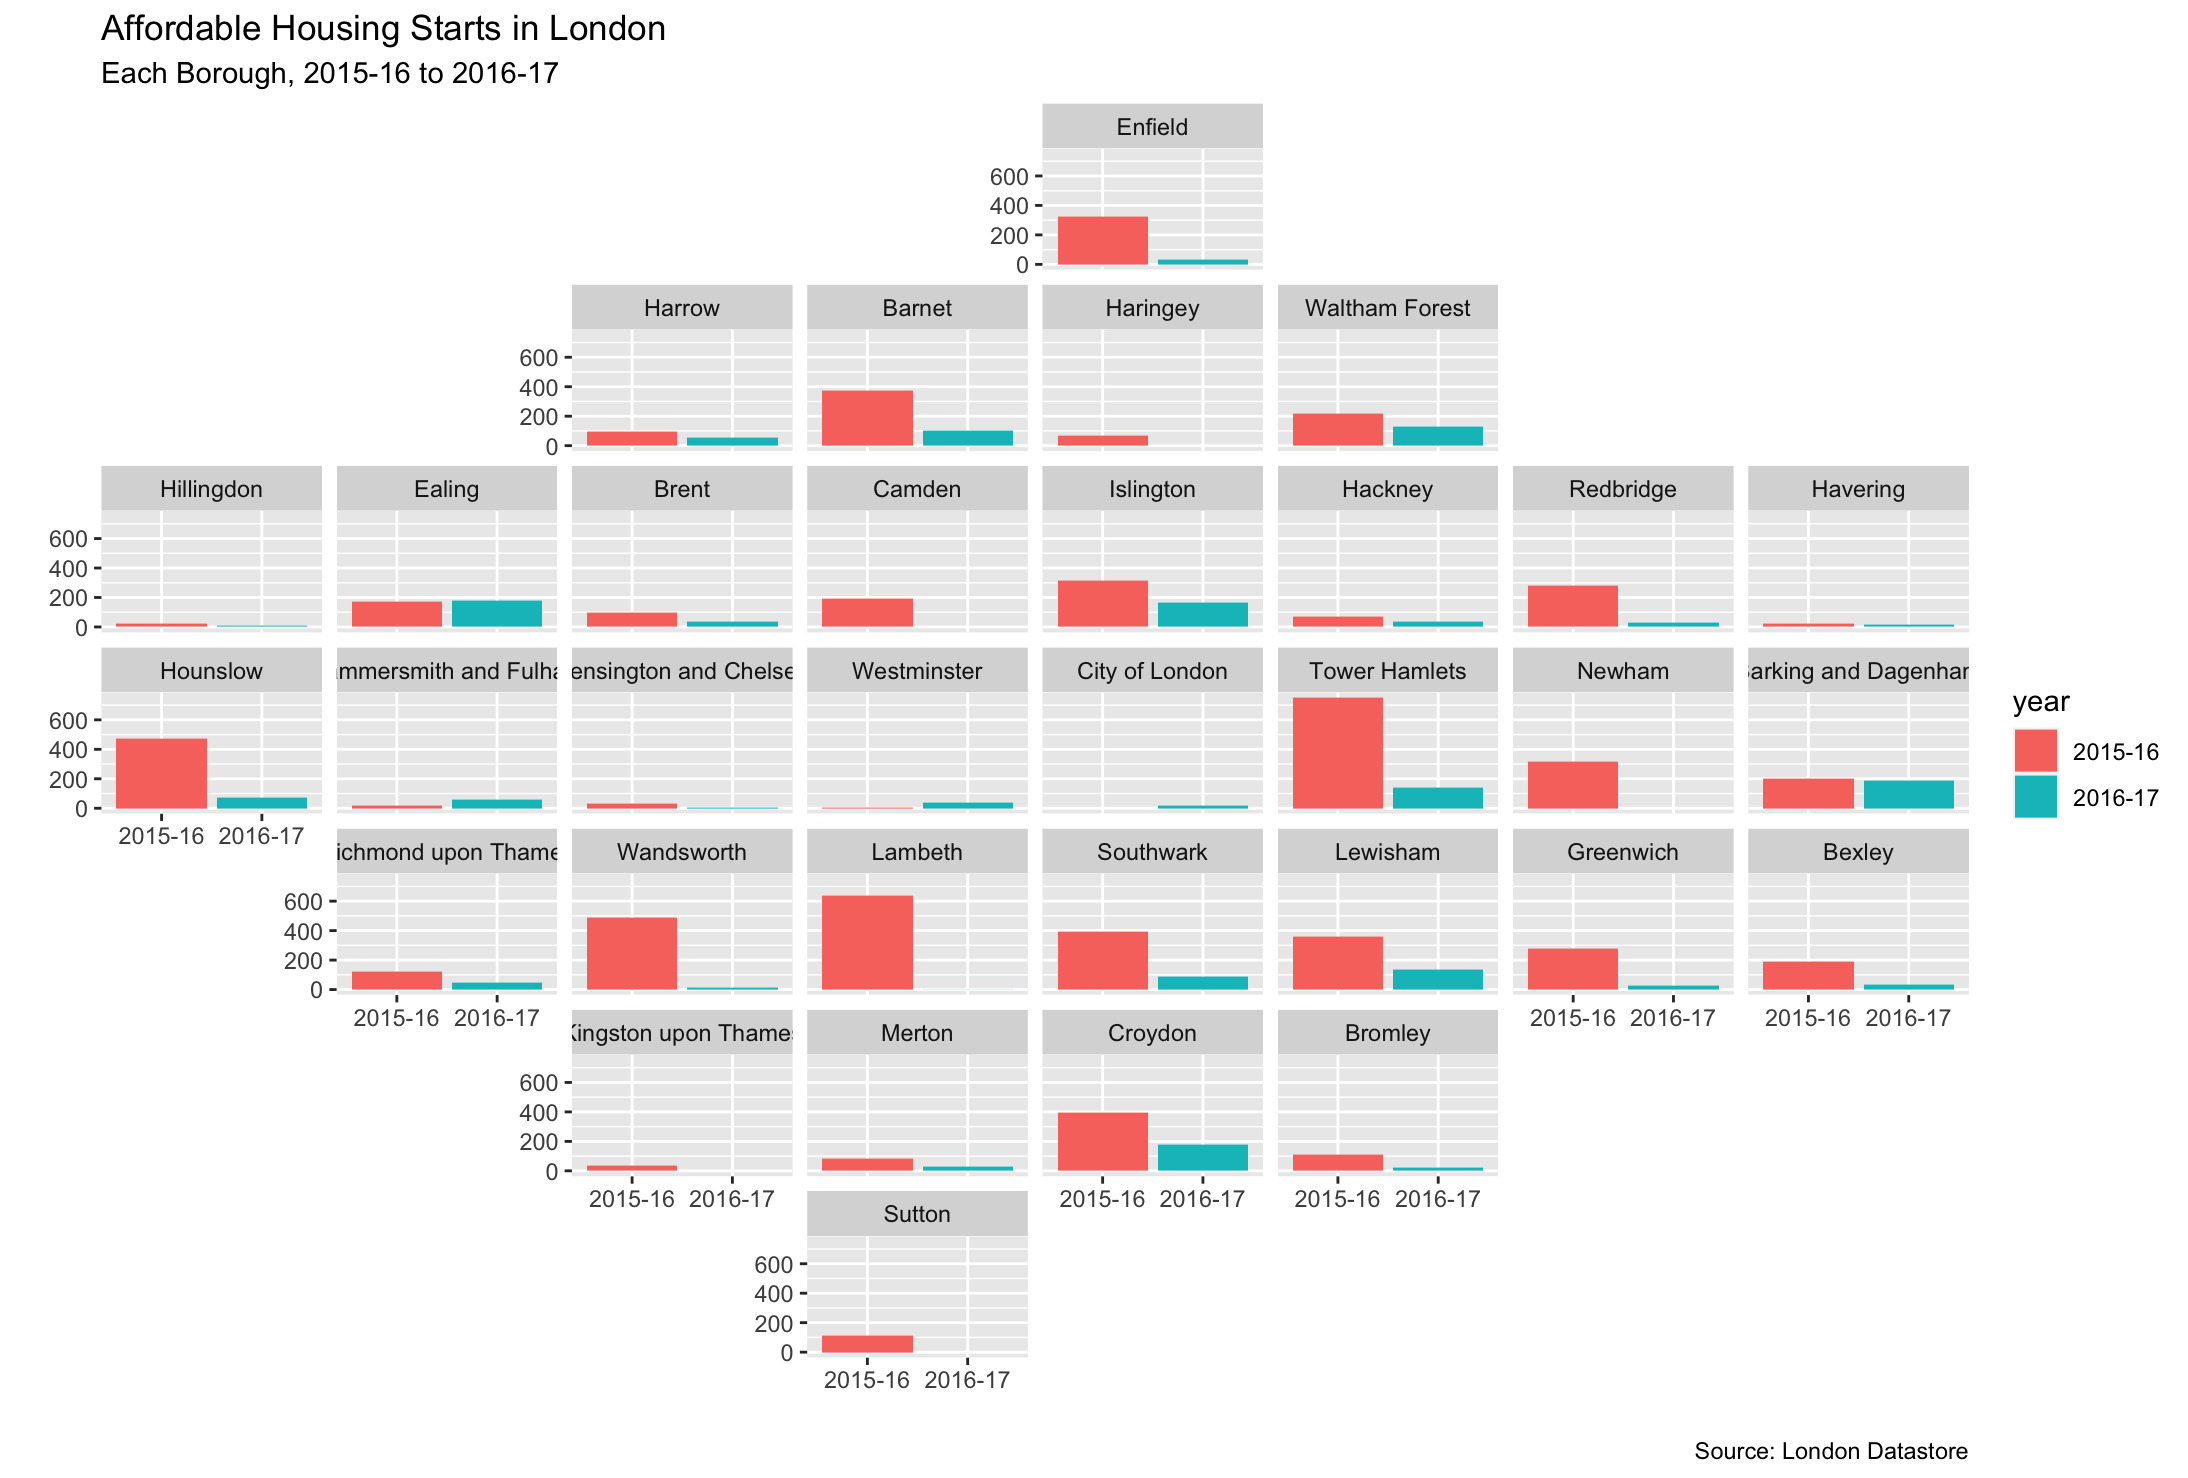 Affordable Housing Starts in London
Each Borough, 2015-16 to 2016-17
Enfield
600
400
200
0
Harrow Barnet Haringey Waltham Forest
600
400
200
0
Hillingdon Ealing Brent Camden Islington Hackney Redbridge Havering
600
400
200
0
Hounslow mmersmith and Fulha ensington and Chelse Westminster City of London Tower Hamlets Newham Barking and Dagenham
600
400
200
0
2015-16 2016-17
year
2015-16
2016-17
ichmond upon Thame Wandsworth Lambeth Southwark Lewisham Greenwich Bexley
600
400
200
0
2015-16 2016-17 2015-16 2016-17 2015-16 2016-17
Kingston upon Thames Merton Croydon Bromley
600
400
200
0
2015-16 2016-17 2015-16 2016-17 2015-16 2016-17
Sutton
600
400
200
0
2015-16 2016-17
Source: London Datastore